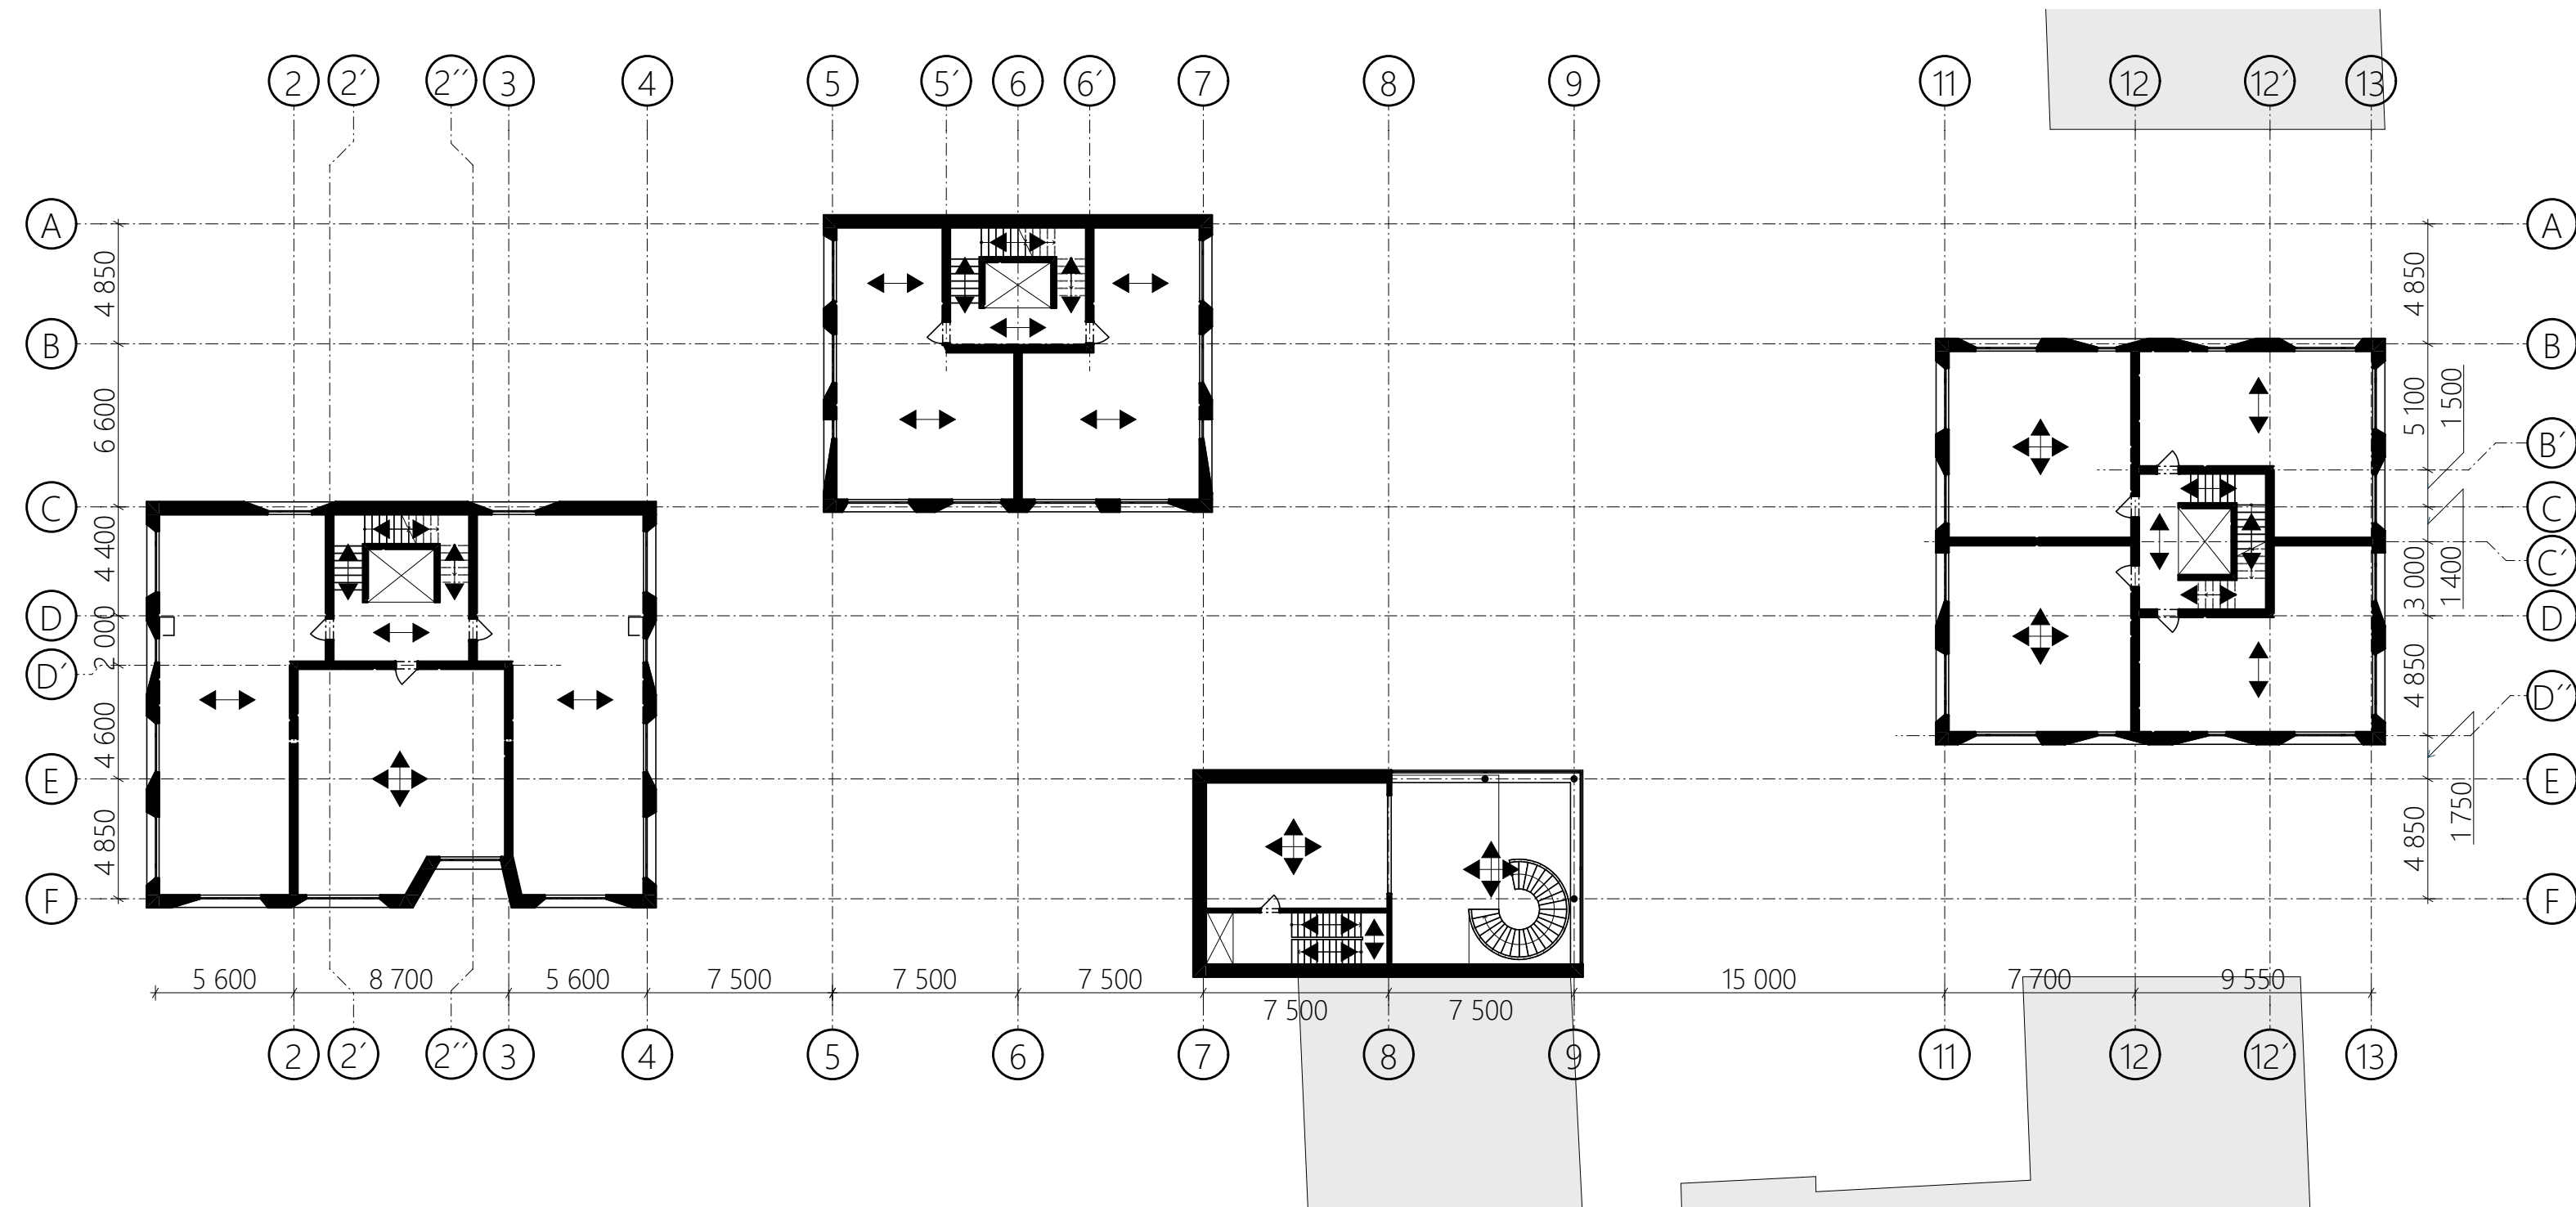 2 2′ 2′′ 3 4 5 5′ 6 6′ 7 8 9 11 12 12′ 13
A A
4 850 4 850
B B
6 600 5 100 1 500
B′
C C
4 400 1 400
C′
3 000
D D
2 000
D′
4 850
D′′
4 600
E E
4 850 4 850 1 750
F F
5 600 8 700 5 600 7 500 7 500 7 500 15 000 7 700 9 550
7 500 7 500
2 2′ 2′′ 3 4 5 6 7 8 9 11 12 12′ 13